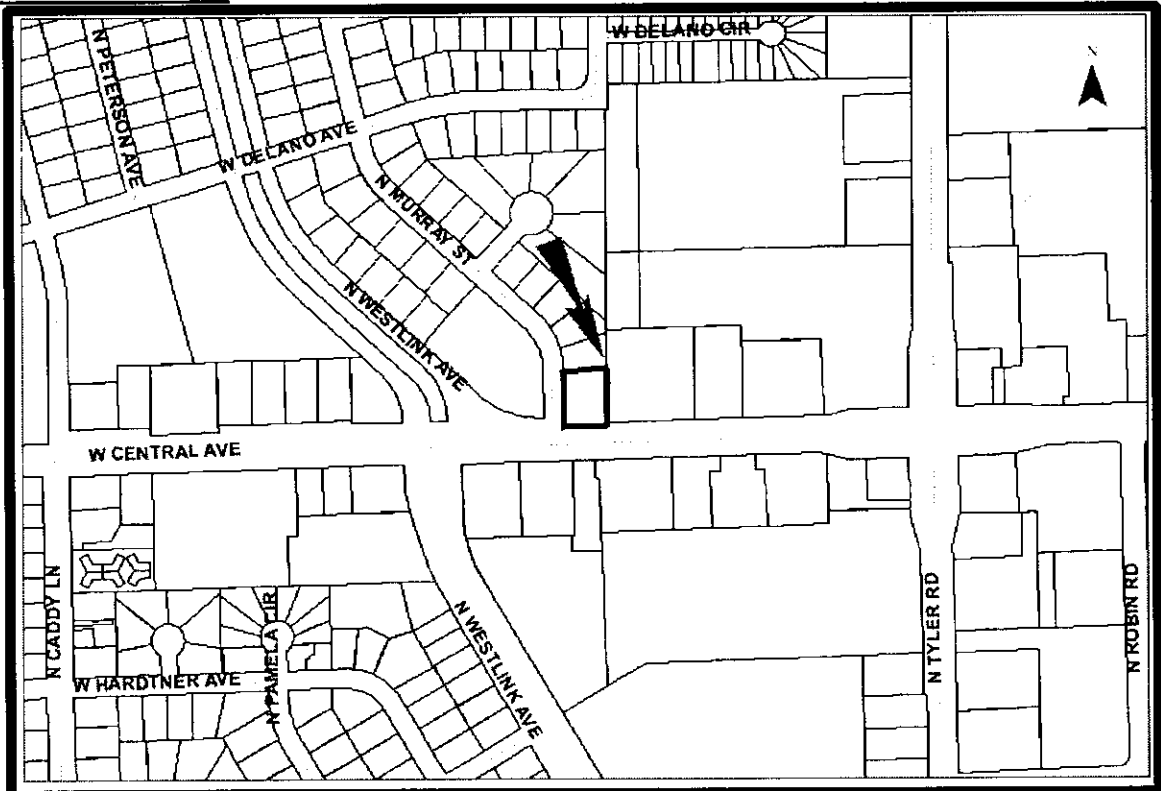 W DELANO CIR
N PETERSON AVE
N
W DELANO AVE
N MURRAY ST
N WESTLINK AVE
W CENTRAL AVE
N CADDY LN
N PAMELA CIR
N WESTLINK AVE
N TYLER RD
N ROBIN RD
W HARDTNER AVE